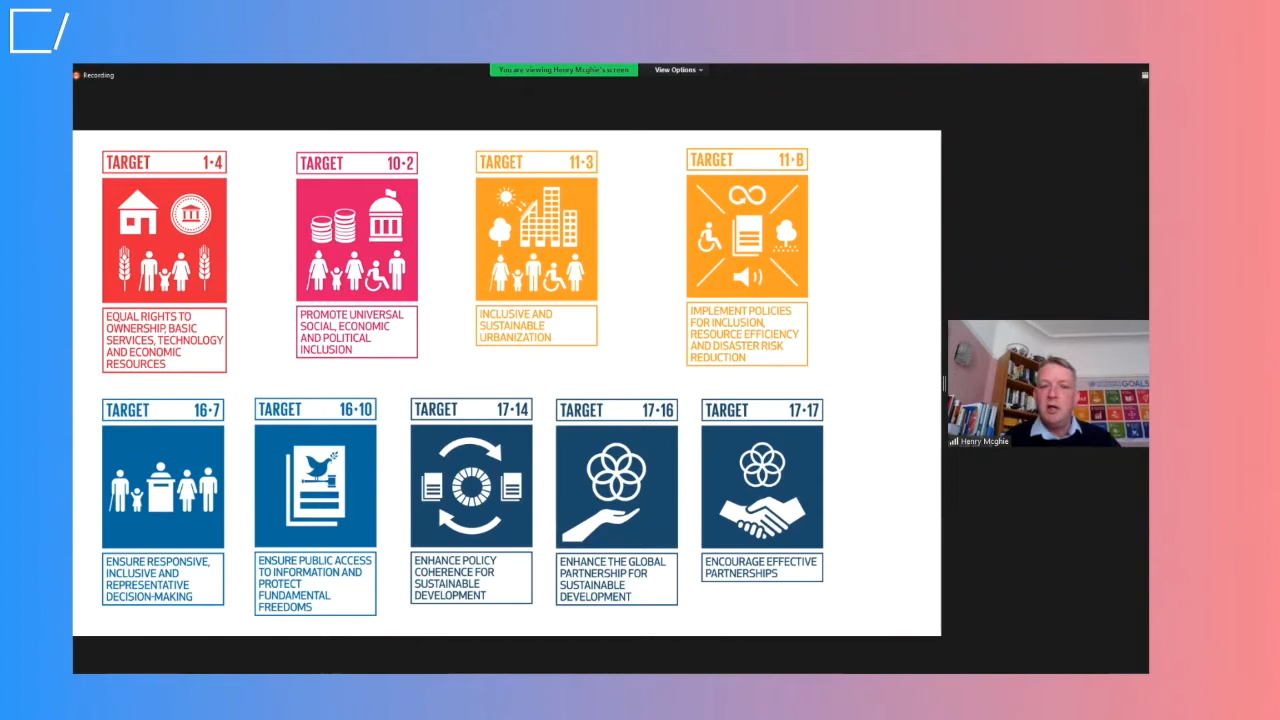 Recording
You are viewing Henry Mcghie's screen
View Options
TARGET 1·4
EQUAL RIGHTS TO
OWNERSHIP, BASIC
SERVICES, TECHNOLOGY
AND ECONOMIC
RESOURCES
TARGET 10·2
PROMOTE UNIVERSAL
SOCIAL, ECONOMIC
AND POLITICAL
INCLUSION
TARGET 11·3
INCLUSIVE AND
SUSTAINABLE
URBANIZATION
TARGET 11·B
IMPLEMENT POLICIES
FOR INCLUSION,
RESOURCE EFFICIENCY
AND DISASTER RISK
REDUCTION
TARGET 16·7
ENSURE RESPONSIVE,
INCLUSIVE AND
REPRESENTATIVE
DECISION-MAKING
TARGET 16·10
ENSURE PUBLIC ACCESS
TO INFORMATION AND
PROTECT
FUNDAMENTAL
FREEDOMS
TARGET 17·14
ENHANCE POLICY
COHERENCE FOR
SUSTAINABLE
DEVELOPMENT
TARGET 17·16
ENHANCE THE GLOBAL
PARTNERSHIP FOR
SUSTAINABLE
DEVELOPMENT
TARGET 17·17
ENCOURAGE EFFECTIVE
PARTNERSHIPS
GOALS
Henry Mcghie